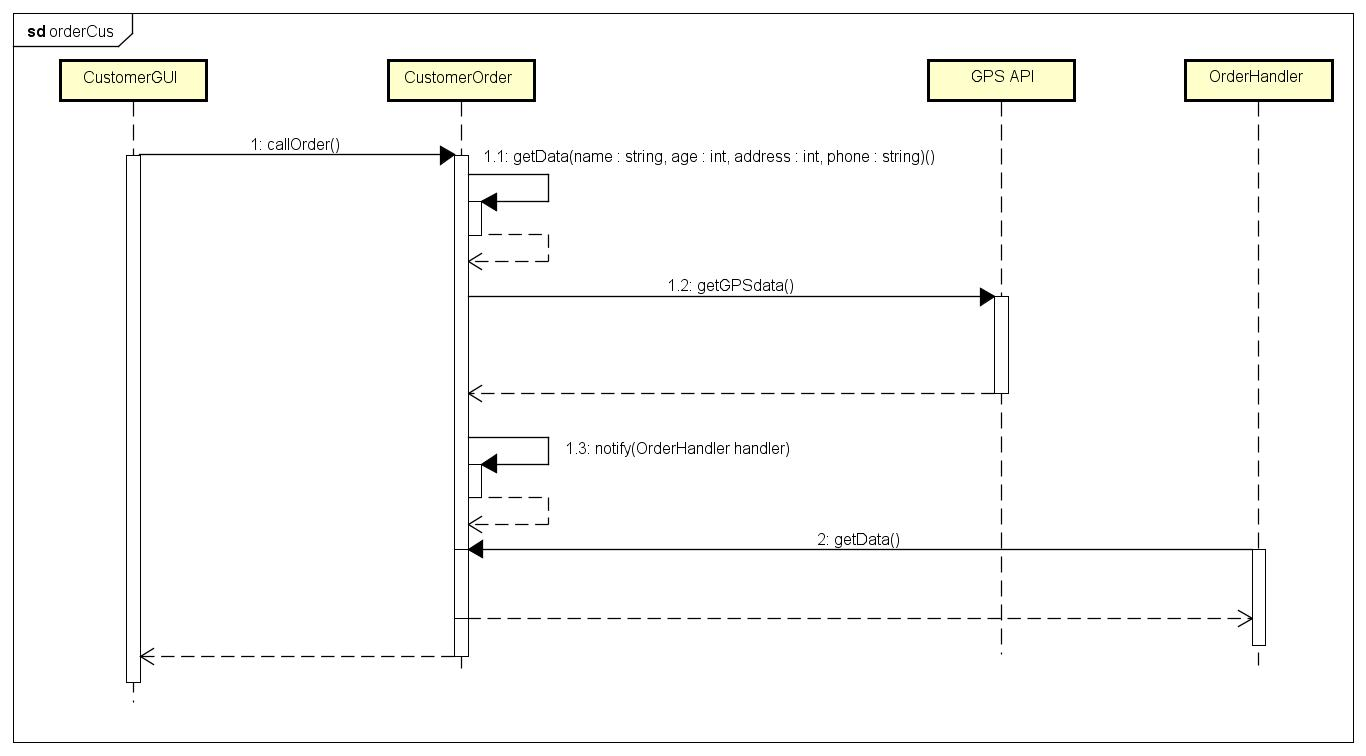 sd orderCus
CustomerGUI
CustomerOrder
GPS API
OrderHandler
1: callOrder()
1.1: getData(name : string, age : int, address : int, phone : string)()
1.2: getGPSdata()
1.3: notify(OrderHandler handler)
2: getData()